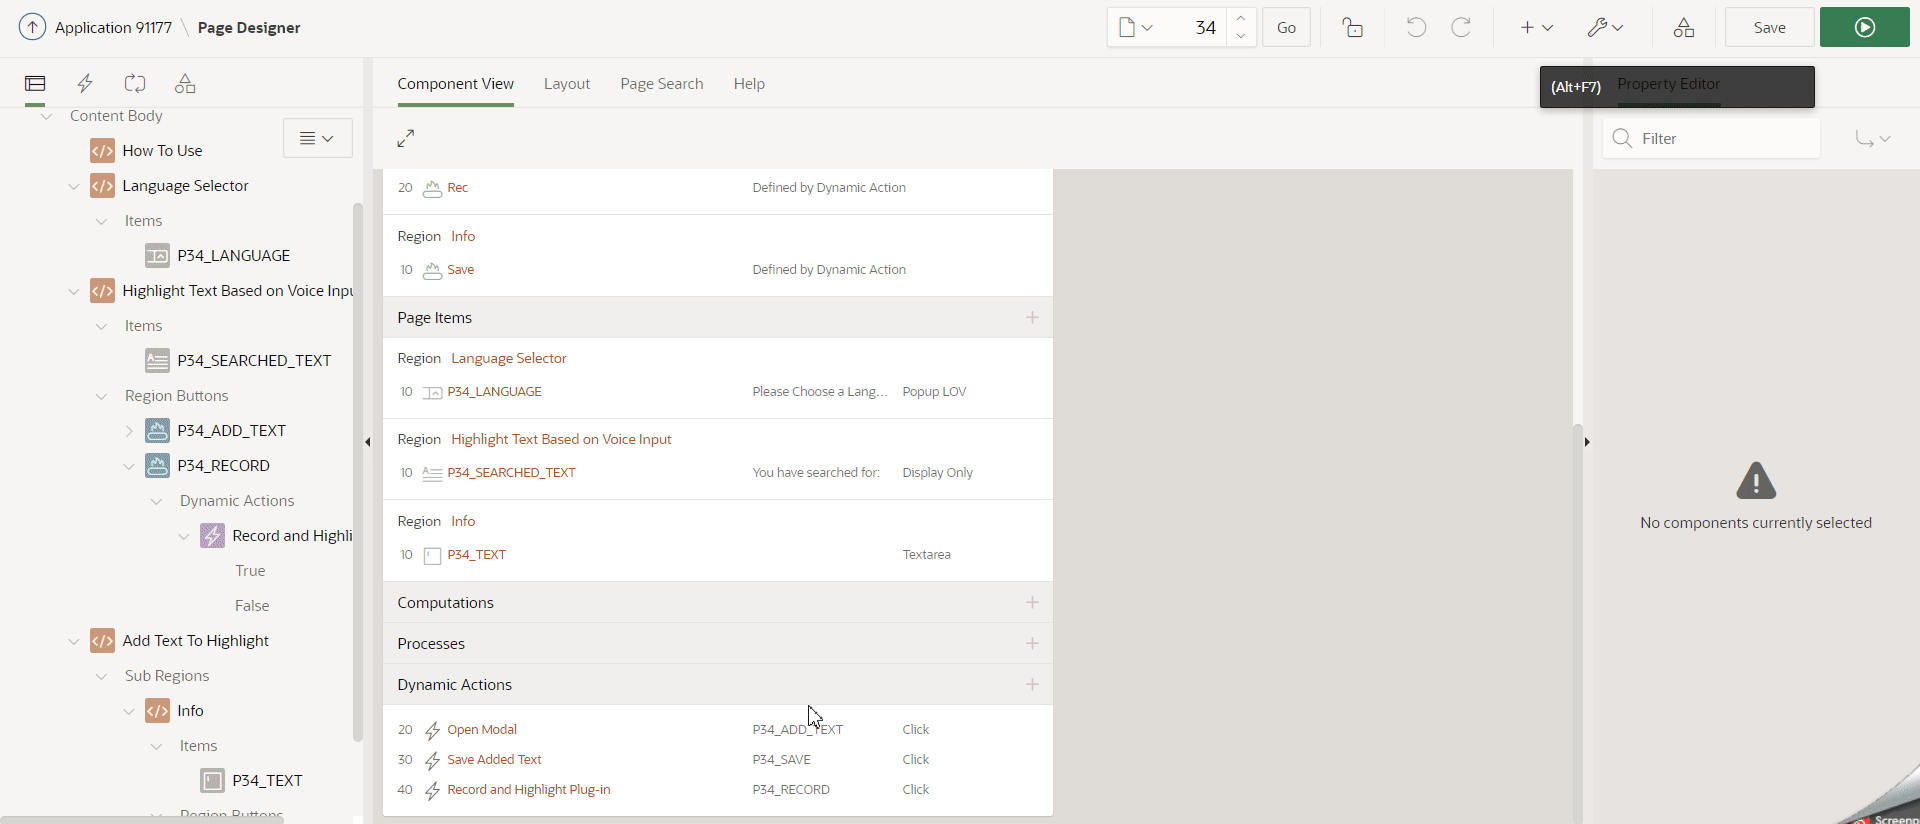 Application 91177 \ Page Designer
34
Go
Save
Component View
Layout
Page Search
Help
(Alt+F7)
Property Editor
Filter
No components currently selected
Content Body
How To Use
Language Selector
Items
P34_LANGUAGE
Highlight Text Based on Voice Inpu
Items
P34_SEARCHED_TEXT
Region Buttons
P34_ADD_TEXT
P34_RECORD
Dynamic Actions
Record and Highli
True
False
Add Text To Highlight
Sub Regions
Info
Items
P34_TEXT
Region Buttons
20 Rec Defined by Dynamic Action
Region Info
10 Save Defined by Dynamic Action
Page Items
Region Language Selector
10 P34_LANGUAGE Please Choose a Lang... Popup LOV
Region Highlight Text Based on Voice Input
10 P34_SEARCHED_TEXT You have searched for: Display Only
Region Info
10 P34_TEXT Textarea
Computations
Processes
Dynamic Actions
20 Open Modal P34_ADD_TEXT Click
30 Save Added Text P34_SAVE Click
40 Record and Highlight Plug-in P34_RECORD Click